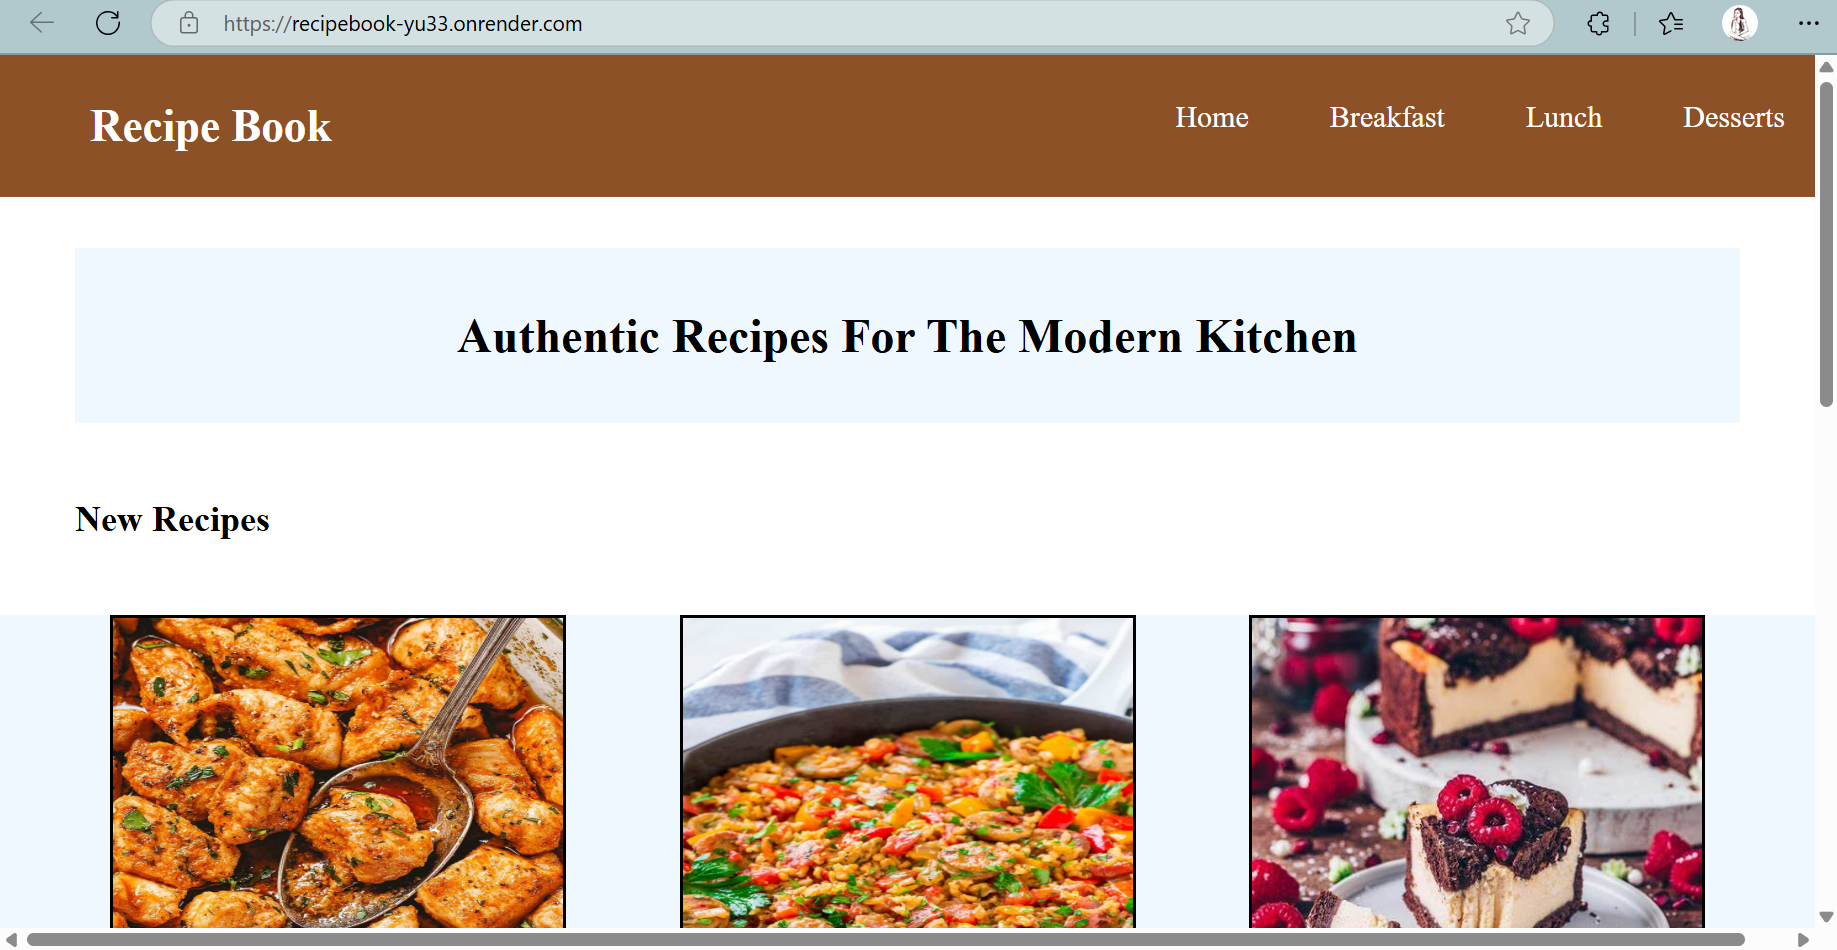 https://recipebook-yu33.onrender.com
Recipe Book
Home Breakfast Lunch Desserts
Authentic Recipes For The Modern Kitchen
New Recipes